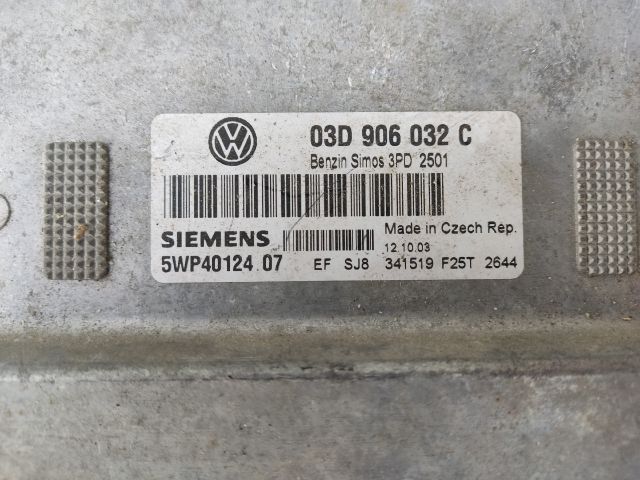 03D 906 032 C
Benzin Simos 3PD 2501
SIEMENS
Made in Czech Rep.
12.10.03
5WP40124 07 EF SJ8 341519 F25T 2644